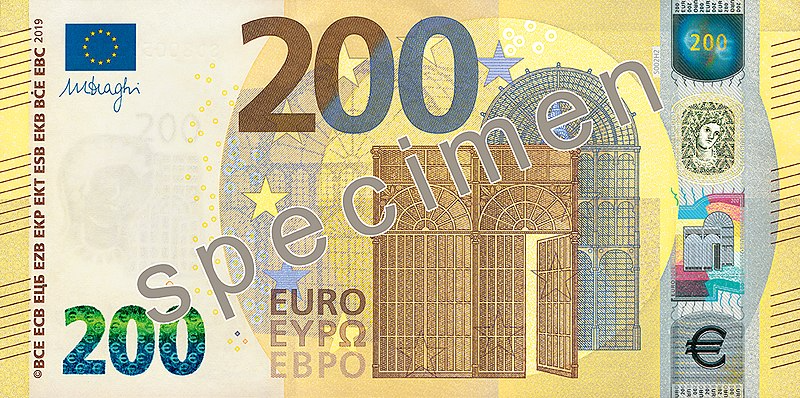 ©BCE ECB ЕЦБ EZB EKP EKT ESB EKB BĊE EBC 2019
MDraghi
200
200
specimen
200
200
EURO
ΕΥΡΩ
ЕВРО
€